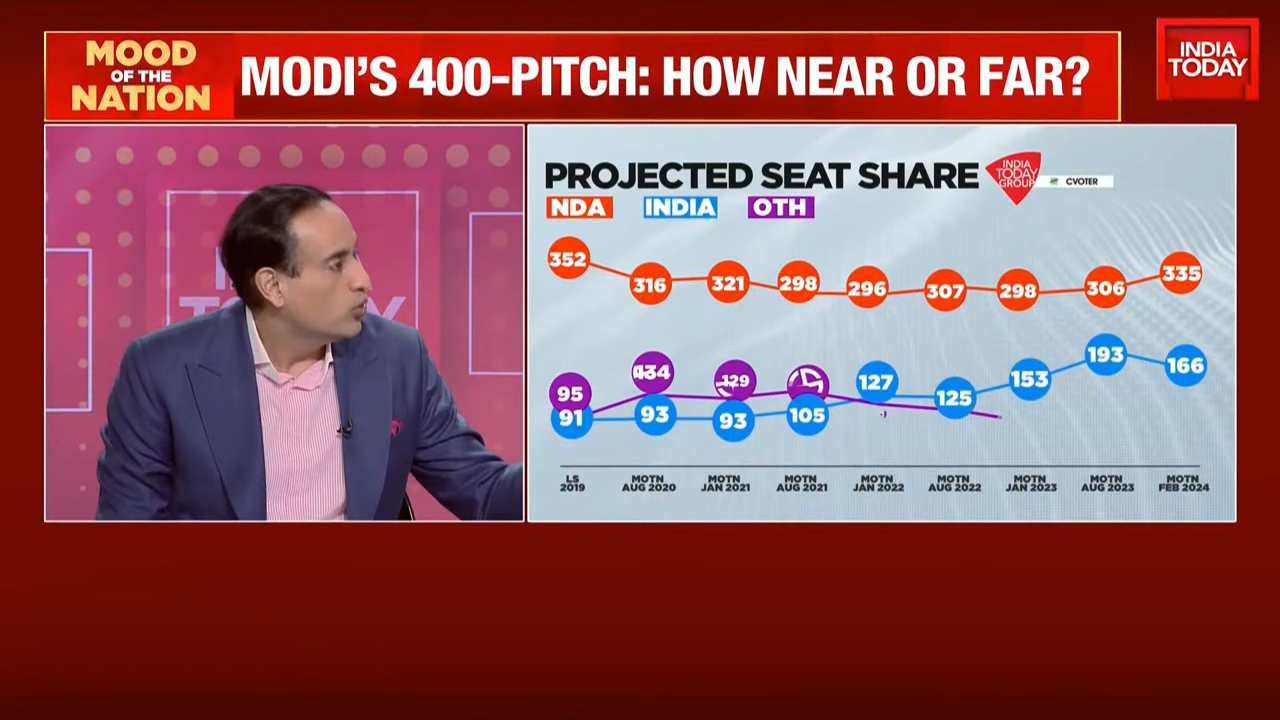 MOOD
OF THE
NATION
MODI'S 400-PITCH: HOW NEAR OR FAR?
INDIA
TODAY
PROJECTED SEAT SHARE
INDIA
TODAY
GROUP
CVOTER
NDA INDIA OTH
352 316 321 298 296 307 298 306 335
95 129
91 93 93 105 127 125 153 193 166
LS
2019
MOTN
AUG 2020
MOTN
JAN 2021
MOTN
AUG 2021
MOTN
JAN 2022
MOTN
AUG 2022
MOTN
JAN 2023
MOTN
AUG 2023
MOTN
FEB 2024